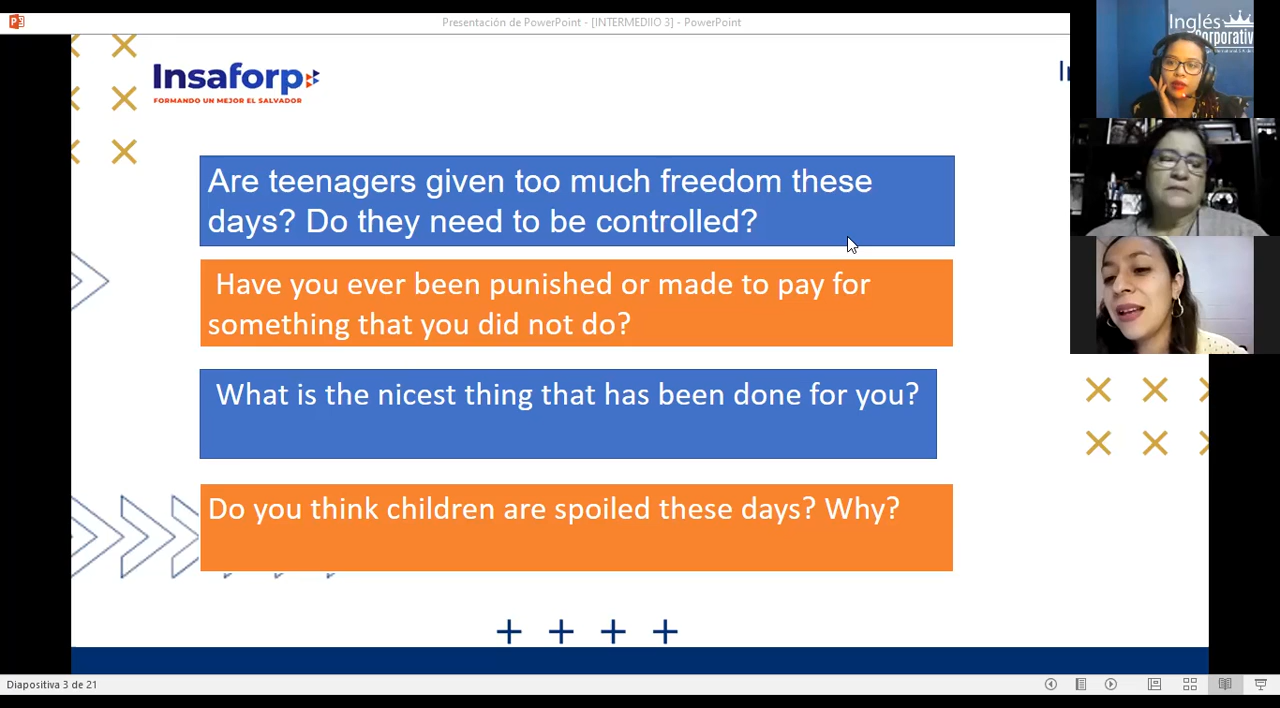 Presentación de PowerPoint - [INTERMEDIIO 3] - PowerPoint
Inglés
Corporativ
Insaforp
FORMANDO UN MEJOR EL SALVADOR
Are teenagers given too much freedom these
days? Do they need to be controlled?
Have you ever been punished or made to pay for
something that you did not do?
What is the nicest thing that has been done for you?
Do you think children are spoiled these days? Why?
Diapositiva 3 de 21